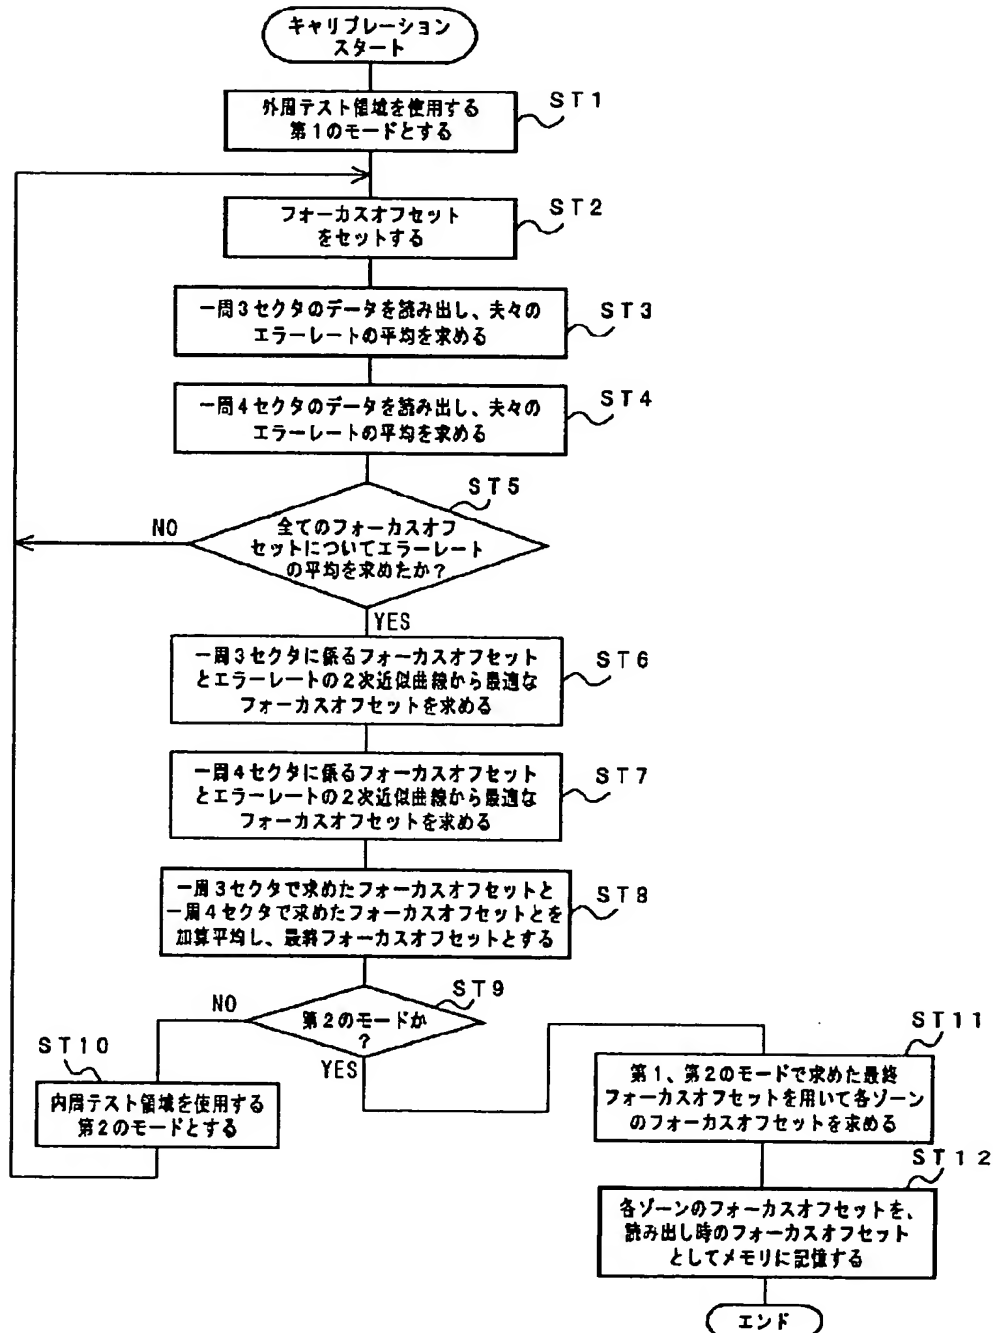 キャリブレーション
スタート
外周テスト領域を使用する
第1のモードとする
ST1
フォーカスオフセット
をセットする
ST2
一周3セクタのデータを読み出し、夫々の
エラーレートの平均を求める
ST3
一周4セクタのデータを読み出し、夫々の
エラーレートの平均を求める
ST4
ST5
NO
全てのフォーカスオフ
セットについてエラーレート
の平均を求めたか?
YES
一周3セクタに係るフォーカスオフセット
とエラーレートの2次近似曲線から最適な
フォーカスオフセットを求める
ST6
一周4セクタに係るフォーカスオフセット
とエラーレートの2次近似曲線から最適な
フォーカスオフセットを求める
ST7
一周3セクタで求めたフォーカスオフセットと
一周4セクタで求めたフォーカスオフセットとを
加算平均し、最終フォーカスオフセットとする
ST8
ST9
NO
第2のモードか
?
YES
ST10
内周テスト領域を使用する
第2のモードとする
ST11
第1、第2のモードで求めた最終
フォーカスオフセットを用いて各ゾーン
のフォーカスオフセットを求める
ST12
各ゾーンのフォーカスオフセットを、
読み出し時のフォーカスオフセット
としてメモリに記憶する
エンド